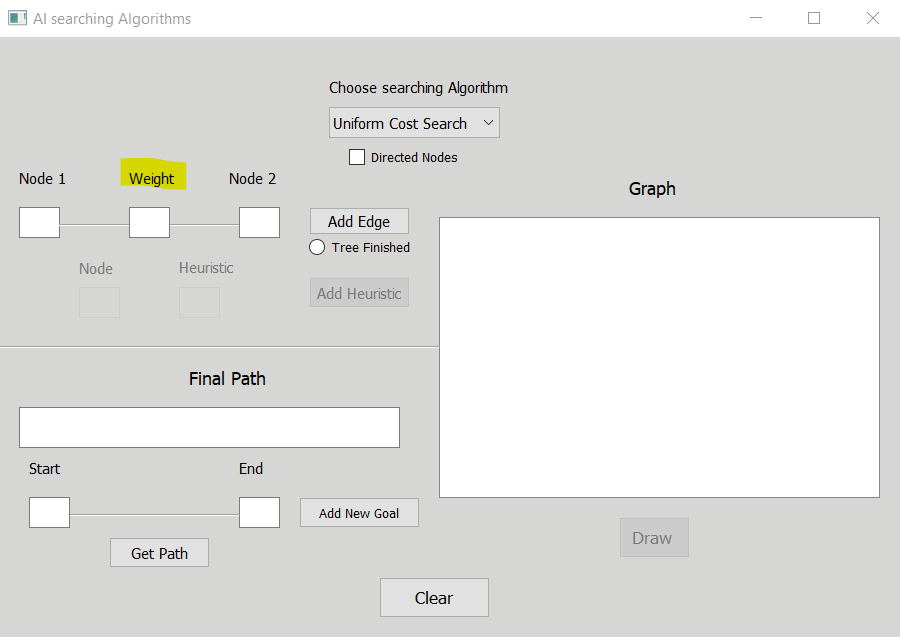 AI searching Algorithms
Choose searching Algorithm
Uniform Cost Search
Directed Nodes
Node 1 Weight Node 2
Graph
Add Edge
Tree Finished
Node Heuristic
Add Heuristic
Final Path
Start End
Add New Goal
Get Path
Draw
Clear